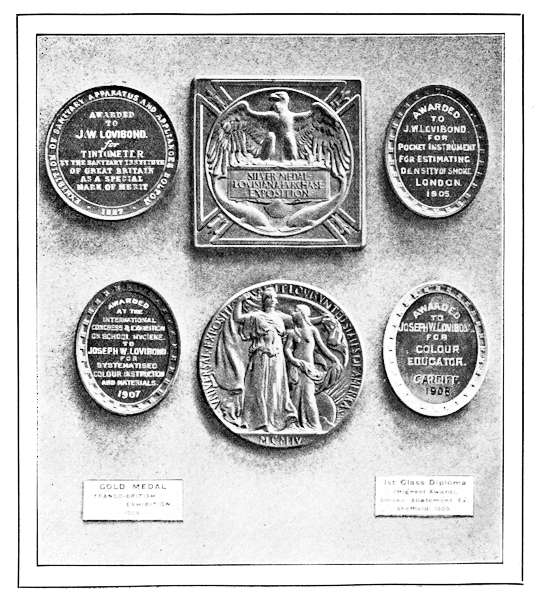 EXHIBITION OF SANITARY APPARATUS AND APPLIANCES BOLTON
1887
AWARDED
TO
J.W. LOVIBOND.
for
TINTOMETER
BY THE SANITARY INSTITUTE
OF GREAT BRITAIN
AS A SPECIAL
MARK OF MERIT
SILVER MEDAL
LOUISIANA PURCHASE
EXPOSITION
AWARDED
TO
J.W. LOVIBOND.
FOR
POCKET INSTRUMENT
FOR ESTIMATING
DENSITY OF SMOKE.
LONDON.
1905.
AWARDED
AT THE
INTERNATIONAL
CONGRESS & EXHIBITION
ON SCHOOL HYGIENE.
TO
JOSEPH W. LOVIBOND.
FOR
SYSTEMATISED
COLOUR INSTRUCTION
AND MATERIALS.
1907
UNIVERSAL EXPOSITION SAINT LOUIS UNITED STATES OF AMERICA
MCMIV
AWARDED
TO
JOSEPH W. LOVIBOND.
FOR
COLOUR
EDUCATOR.
CARDIFF.
GOLD MEDAL
FRANCO-BRITISH
EXHIBITION
1st Class Diploma
(Highest Award),
Smoke Abatement
Sheffield,